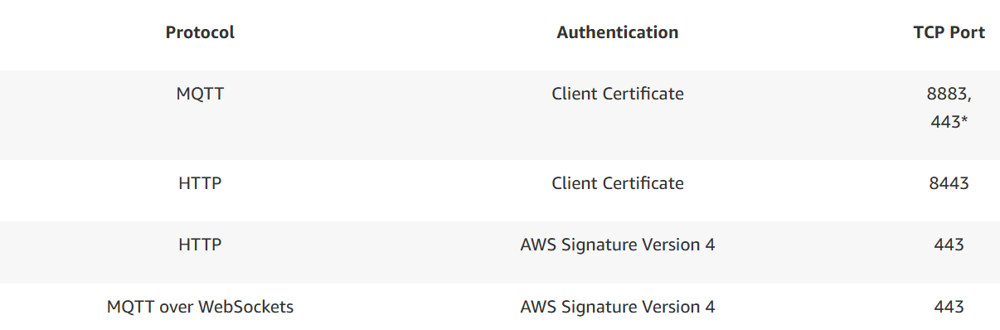 Protocol Authentication TCP Port
MQTT Client Certificate 8883,
443*
HTTP Client Certificate 8443
HTTP AWS Signature Version 4 443
MQTT over WebSockets AWS Signature Version 4 443